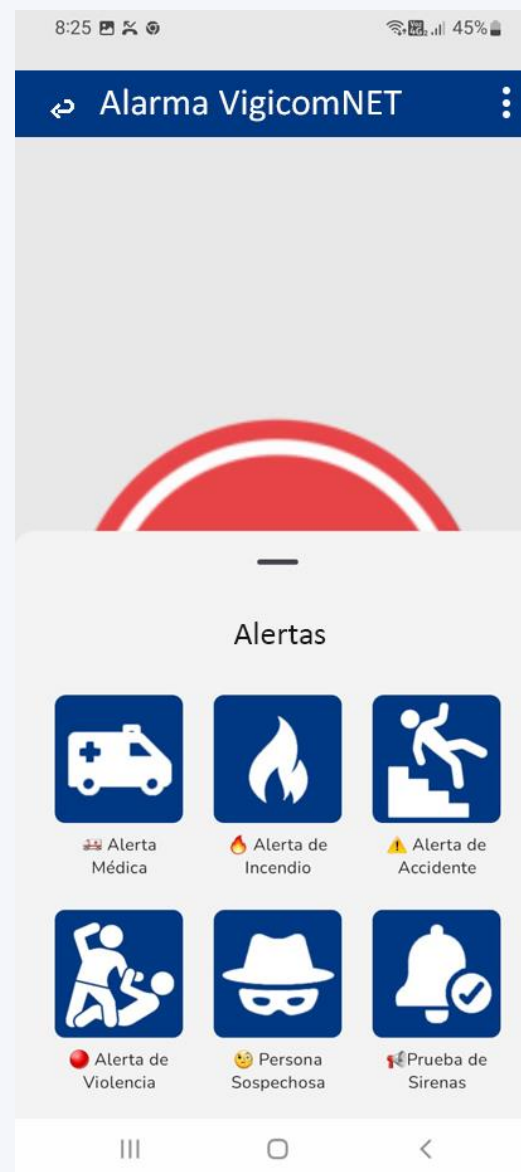 8:25
45%
Alarma VigicomNET
Alertas
🚑 Alerta
Médica
🔥 Alerta de
Incendio
⚠️ Alerta de
Accidente
🔴 Alerta de
Violencia
🧐 Persona
Sospechosa
📢Prueba de
Sirenas